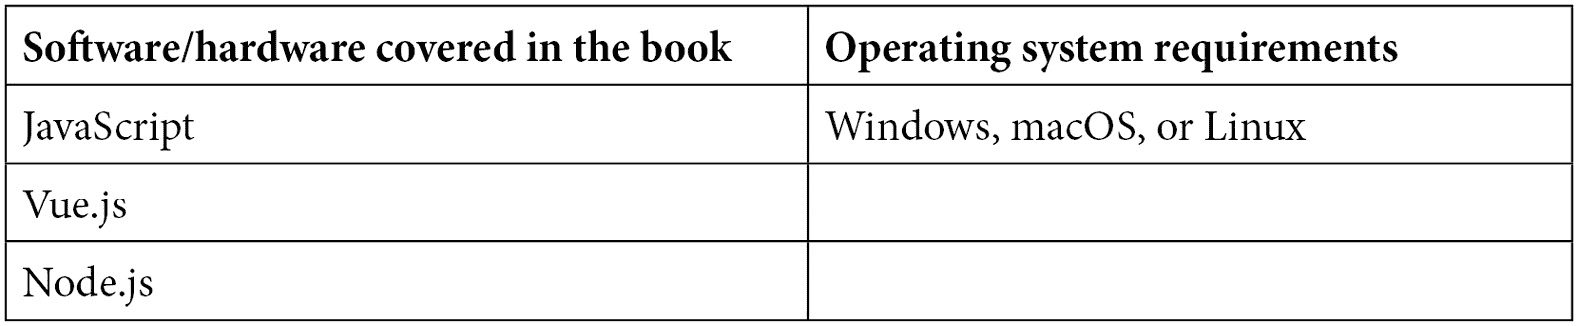 Software/hardware covered in the book Operating system requirements
JavaScript Windows, macOS, or Linux
Vue.js
Node.js